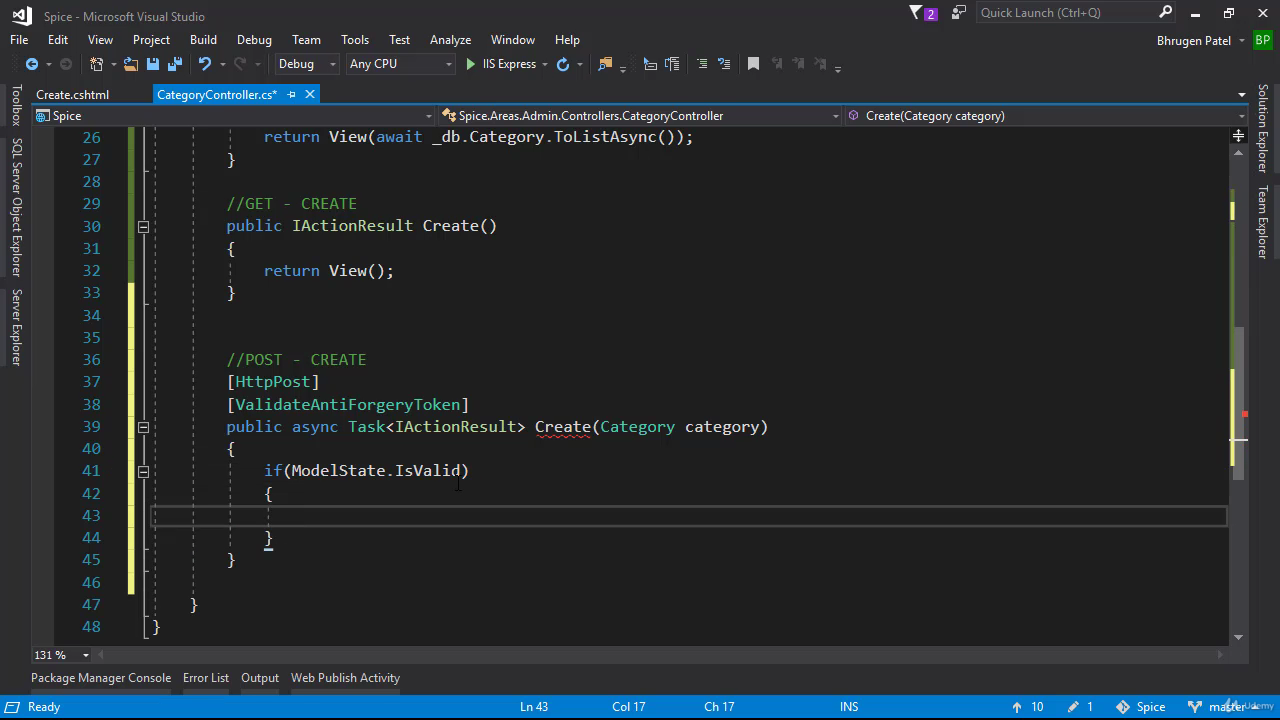 Spice - Microsoft Visual Studio
2
Quick Launch (Ctrl+Q)
File Edit View Project Build Debug Team Tools Test Analyze Window Help
Bhrugen Patel BP
Debug Any CPU IIS Express
Create.cshtml CategoryController.cs*
Spice Spice.Areas.Admin.Controllers.CategoryController Create(Category category)
Toolbox
SQL Server Object Explorer
Server Explorer
Solution Explorer
Team Explorer
26 return View(await _db.Category.ToListAsync());
27 }
28
29 //GET - CREATE
30 public IActionResult Create()
31 {
32 return View();
33 }
34
35
36 //POST - CREATE
37 [HttpPost]
38 [ValidateAntiForgeryToken]
39 public async Task<IActionResult> Create(Category category)
40 {
41 if(ModelState.IsValid)
42 {
43
44 }
45 }
46
47 }
48 }
131 %
Package Manager Console Error List Output Web Publish Activity
Ready Ln 43 Col 17 Ch 17 INS 10 1 Spice master
Udemy